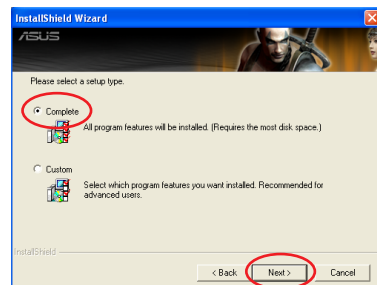 InstallShield Wizard
ASUS
Please select a setup type.
Complete
All program features will be installed. (Requires the most disk space.)
Custom
Select which program features you want installed. Recommended for
advanced users.
InstallShield
< Back
Next >
Cancel